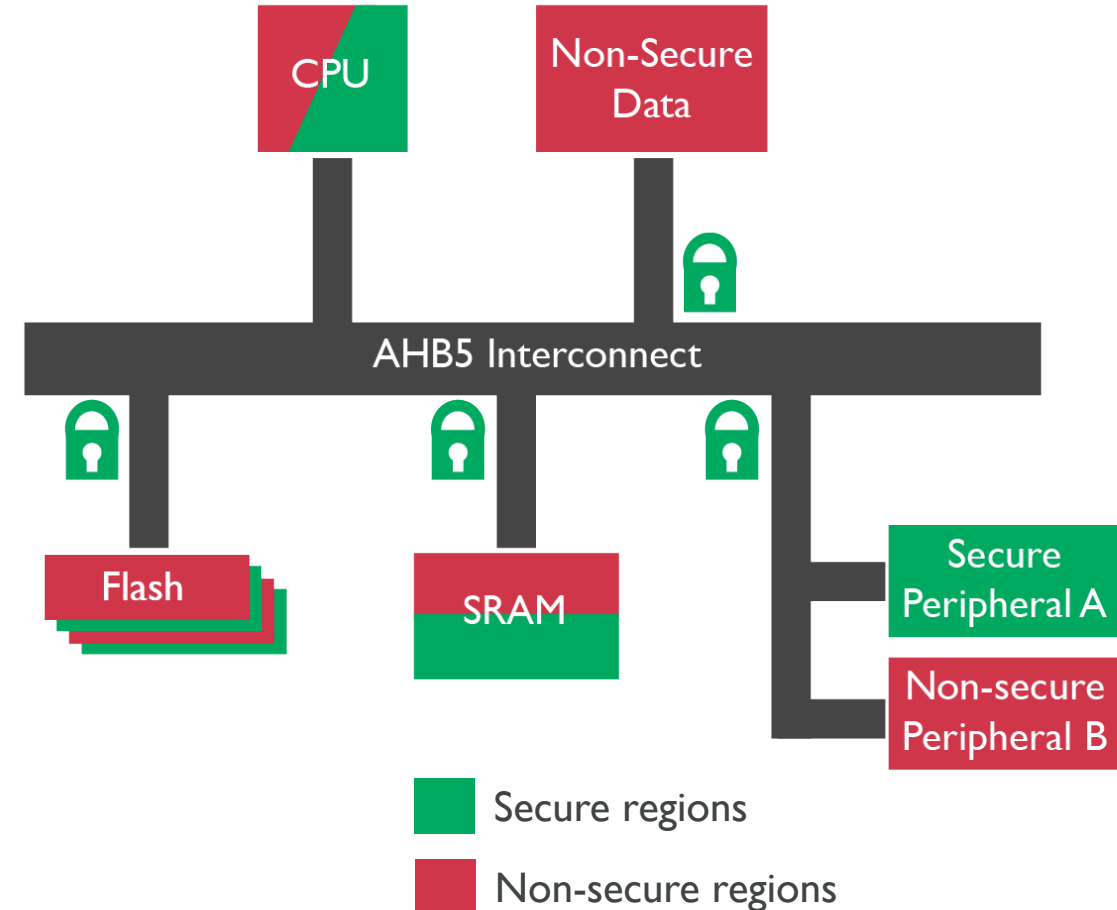 CPU
Non-Secure
Data
AHB5 Interconnect
Flash
SRAM
Secure
Peripheral A
Non-secure
Peripheral B
Secure regions
Non-secure regions